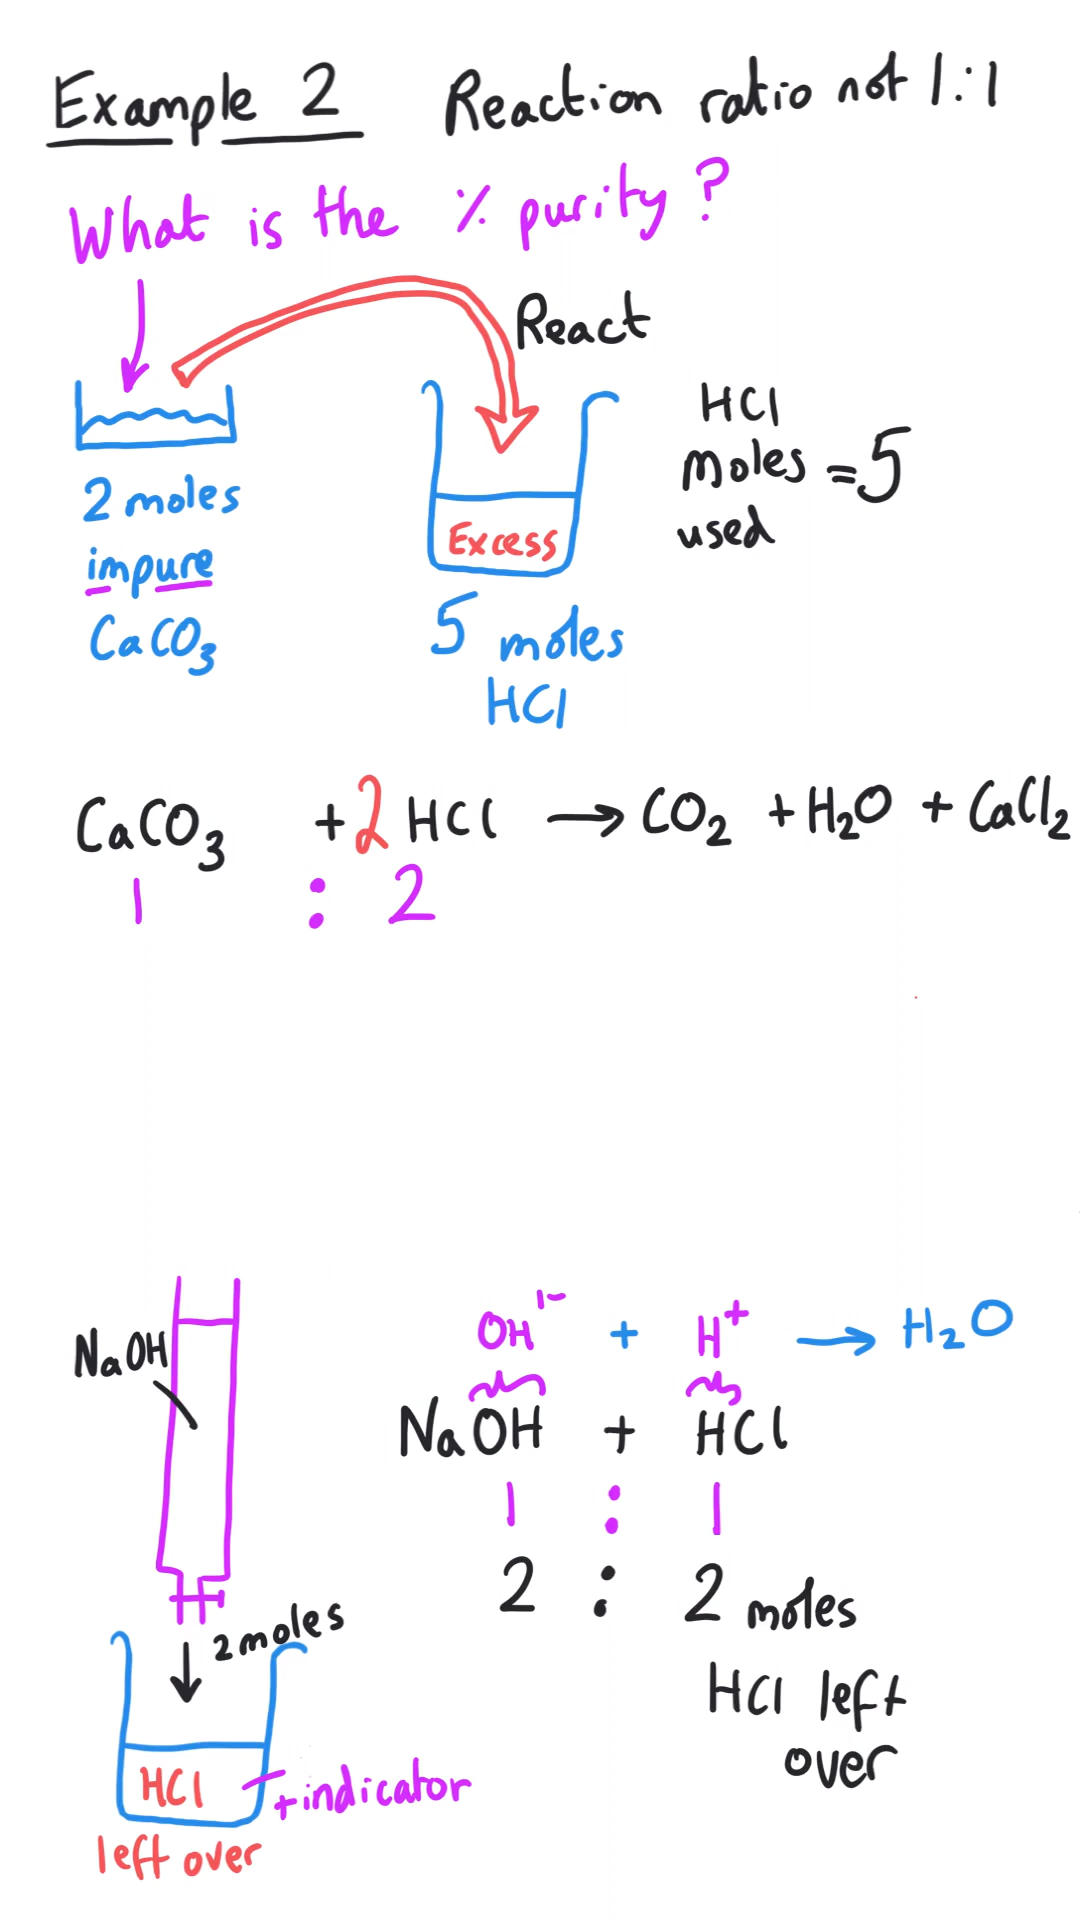 Example 2 Reaction ratio not 1:1
What is the % purity?
React
HCl
moles = 5
used
2 moles
impure
CaCO₃
Excess
5 moles
HCl
CaCO₃ + 2 HCl → CO₂ + H₂O + CaCl₂
1 : 2
NaOH
OH¹⁻ + H⁺ → H₂O
NaOH + HCl
1 : 1
2 : 2 moles
HCl left
over
2 moles
HCl
+ indicator
left over